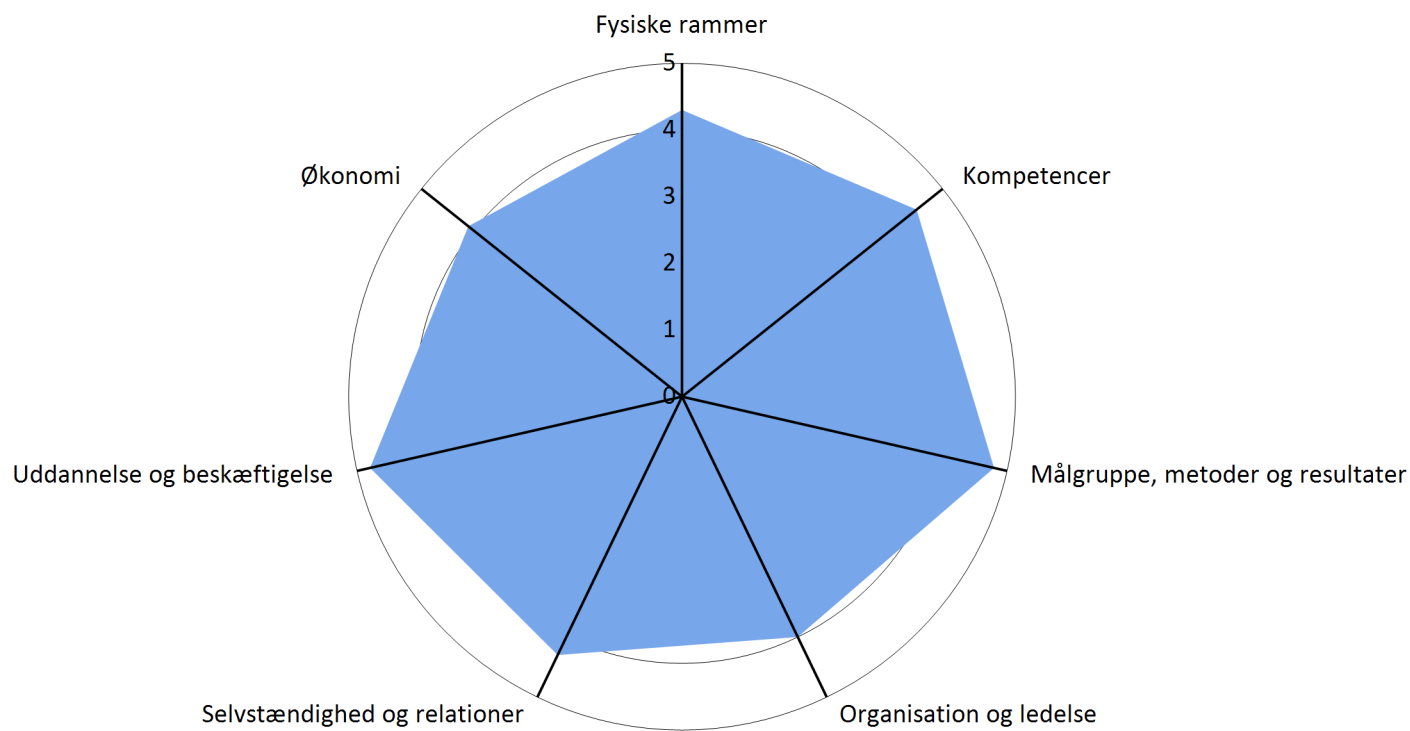 Fysiske rammer
5
4
3
2
1
0
Økonomi
Kompetencer
Uddannelse og beskæftigelse
Målgruppe, metoder og resultater
Selvstændighed og relationer
Organisation og ledelse